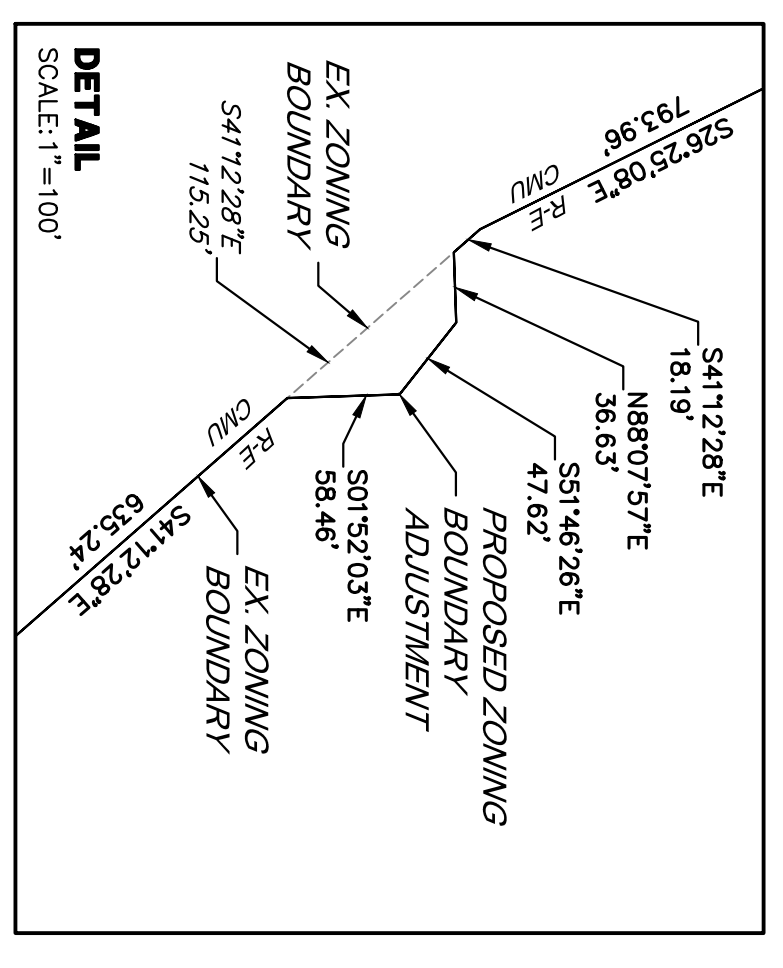 S26°25'08"E
793.96'
CMU
R-E
S41°12'28"E
18.19'
N88°07'57"E
36.63'
S51°46'26"E
47.62'
PROPOSED ZONING
BOUNDARY
ADJUSTMENT
S01°52'03"E
58.46'
EX. ZONING
BOUNDARY
S41°12'28"E
115.25'
CMU
R-E
S41°12'28"E
635.24'
EX. ZONING
BOUNDARY
DETAIL
SCALE: 1"=100'